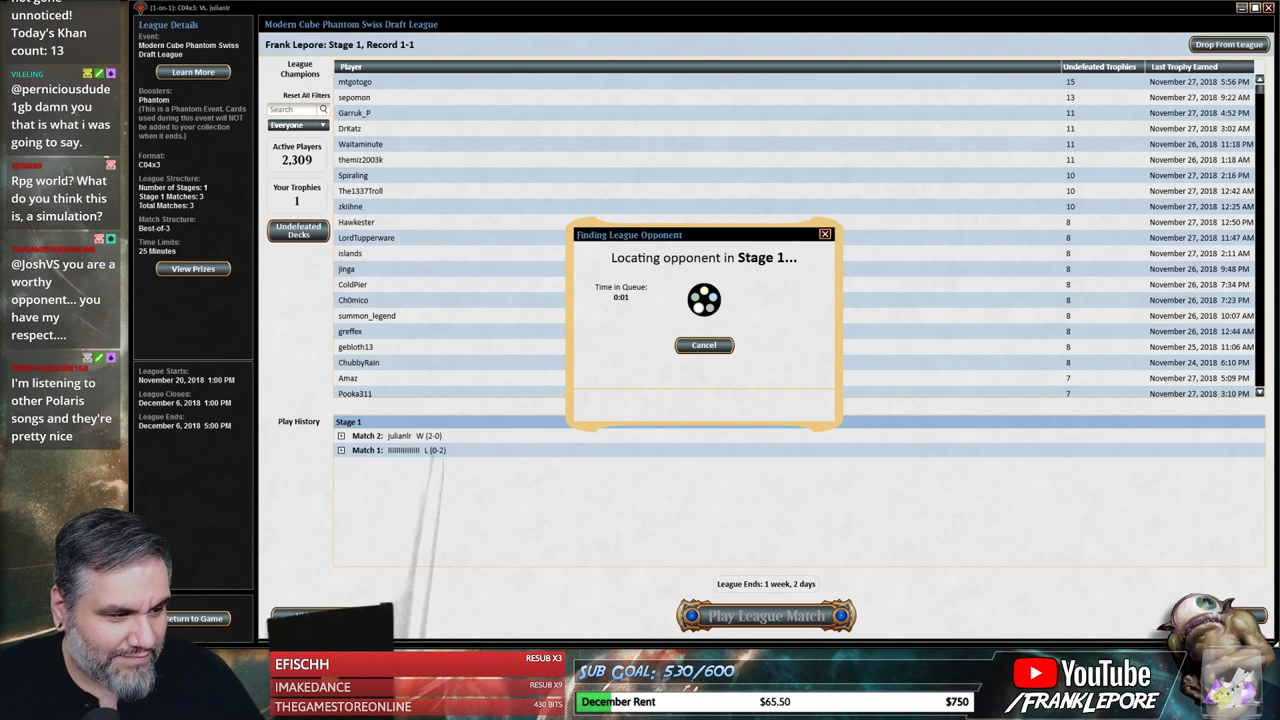 not gone
unnoticed!
Today's Khan
count: 13
VILELING
@perniciousdude
1gb damn you
that is what i was
going to say.
Rpg world? What
do you think this
is, a simulation?
@JoshVS you are a
worthy
opponent... you
have my
respect....
I'm listening to
other Polaris
songs and they're
pretty nice
(1-on-1): C04x3: Vs. julianlr
League Details
Event:
Modern Cube Phantom Swiss
Draft League
Learn More
Boosters:
Phantom
(This is a Phantom Event. Cards
used during this event will NOT
be added to your collection
when it ends.)
Format:
C04x3
League Structure:
Number of Stages: 1
Stage 1 Matches: 3
Total Matches: 3
Match Structure:
Best-of-3
Time Limits:
25 Minutes
View Prizes
League Starts:
November 20, 2018 1:00 PM
League Closes:
December 6, 2018 1:00 PM
League Ends:
December 6, 2018 5:00 PM
Return to Game
Modern Cube Phantom Swiss Draft League
Frank Lepore: Stage 1, Record 1-1
Drop From League
League
Champions
Reset All Filters
Search
Everyone
Active Players
2,309
Your Trophies
1
Undefeated
Decks
Player Undefeated Trophies Last Trophy Earned
mtgotogo 15 November 27, 2018 5:56 PM
sepomon 13 November 27, 2018 9:22 AM
Garruk_P 11 November 27, 2018 4:52 PM
DrKatz 11 November 27, 2018 3:02 AM
Waitaminute 11 November 26, 2018 11:18 PM
themiz2003k 11 November 26, 2018 1:18 AM
Spiraling 10 November 27, 2018 2:16 PM
The1337Troll 10 November 27, 2018 12:42 AM
zkiihne 10 November 27, 2018 12:25 AM
Hawkester 8 November 27, 2018 12:50 PM
LordTupperware 8 November 27, 2018 11:47 AM
islands 8 November 27, 2018 2:11 AM
jinga 8 November 26, 2018 9:48 PM
ColdPier 8 November 26, 2018 7:34 PM
Ch0mico 8 November 26, 2018 7:23 PM
summon_legend 8 November 26, 2018 10:07 AM
greffex 8 November 26, 2018 12:44 AM
gebloth13 8 November 25, 2018 11:06 AM
ChubbyRain 8 November 24, 2018 6:10 PM
Amaz 7 November 27, 2018 5:09 PM
Pooka311 7 November 27, 2018 3:10 PM
Finding League Opponent
Locating opponent in Stage 1...
Time in Queue:
0:01
Cancel
Play History
Stage 1
Match 2: julianlr W (2-0)
Match 1: L (0-2)
League Ends: 1 week, 2 days
Play League Match
EFISCHH RESUB X3
IMAKEDANCE RESUB X9
THEGAMESTOREONLINE 430 BITS
SUB GOAL: 530/600
December Rent $65.50 $750
YouTube
/FRANKLEPORE